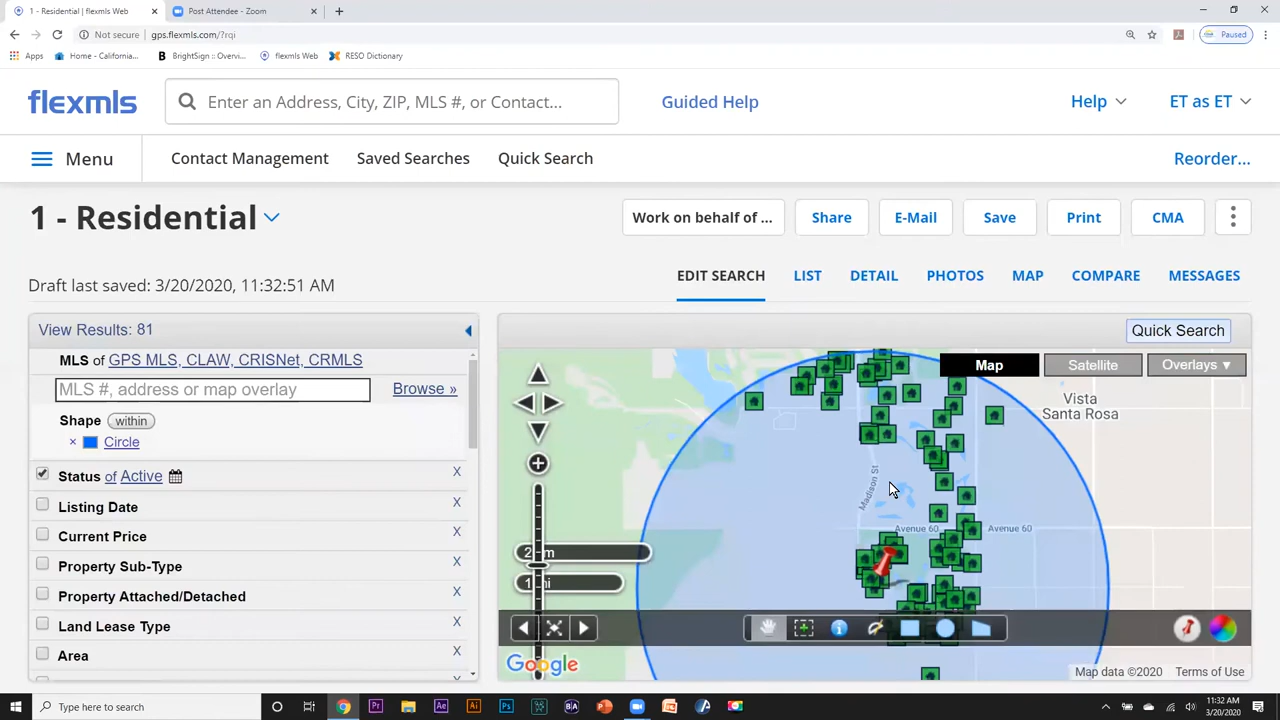 1 - Residential | flexmls Web
Post Attendee - Zoom
Not secure | gps.flexmls.com/?rqi
Paused
Apps
Home - California...
BrightSign :: Overvi...
flexmls Web
RESO Dictionary
flexmls
Enter an Address, City, ZIP, MLS #, or Contact...
Guided Help
Help
ET as ET
Menu
Contact Management
Saved Searches
Quick Search
Reorder...
1 - Residential
Work on behalf of ...
Share
E-Mail
Save
Print
CMA
Draft last saved: 3/20/2020, 11:32:51 AM
EDIT SEARCH
LIST
DETAIL
PHOTOS
MAP
COMPARE
MESSAGES
View Results: 81
Quick Search
MLS of GPS MLS, CLAW, CRISNet, CRMLS
MLS #, address or map overlay
Browse »
Shape within
× Circle
Status of Active
X
Listing Date
X
Current Price
X
Property Sub-Type
X
Property Attached/Detached
X
Land Lease Type
X
Area
X
Map
Satellite
Overlays ▾
Vista
Santa Rosa
Madison St
Avenue 60
Avenue 60
Google
Map data ©2020
Terms of Use
Type here to search
11:32 AM
3/20/2020